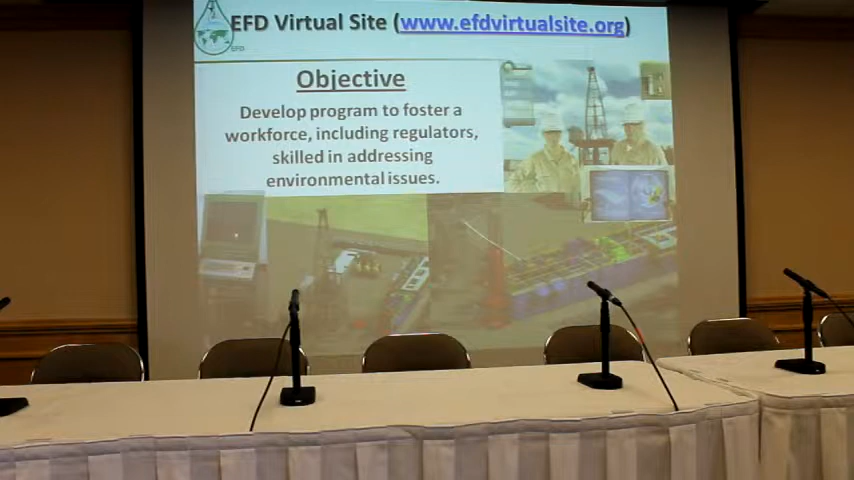 EFD Virtual Site (www.efdvirtualsite.org)
EFD
Objective
Develop program to foster a
workforce, including regulators,
skilled in addressing
environmental issues.